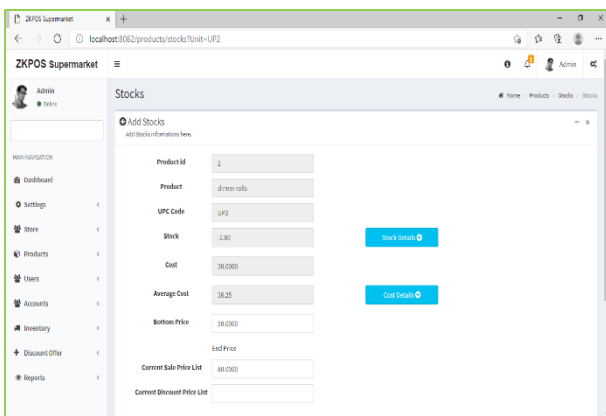 ZKPOS Supermarket
localhost:8082/products/stocks?Unit=UP2
ZKPOS Supermarket
Admin
Admin
Online
Stocks
Home Products Stocks Stocks
Add Stocks
Add Stocks informations here.
MAIN NAVIGATION
Dashboard
Settings
Store
Products
Users
Accounts
Inventory
Discount Offer
Reports
Product id
2
Product
dinner rolls
UPC Code
UP2
Stock
-2.00
Stock Details
Cost
30.0000
Average Cost
36.25
Cost Details
Bottom Price
50.0000
End Price
Current Sale Price List
60.0000
Current Discount Price List